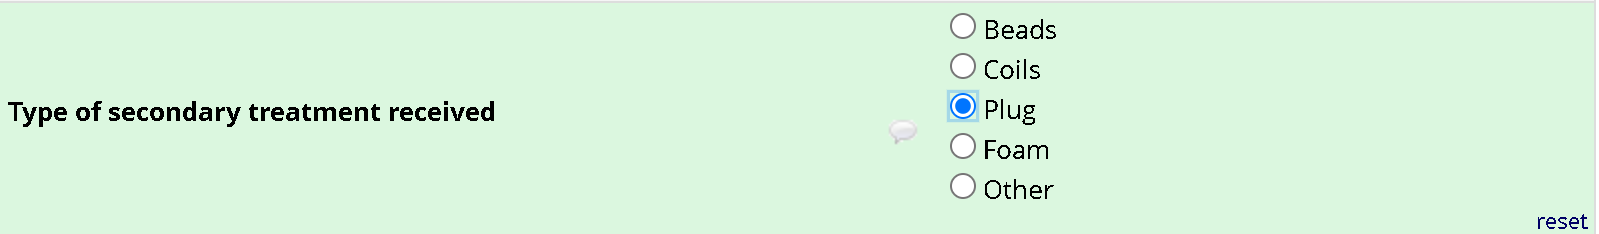 Beads
Coils
Type of secondary treatment received
Plug
Foam
Other
reset